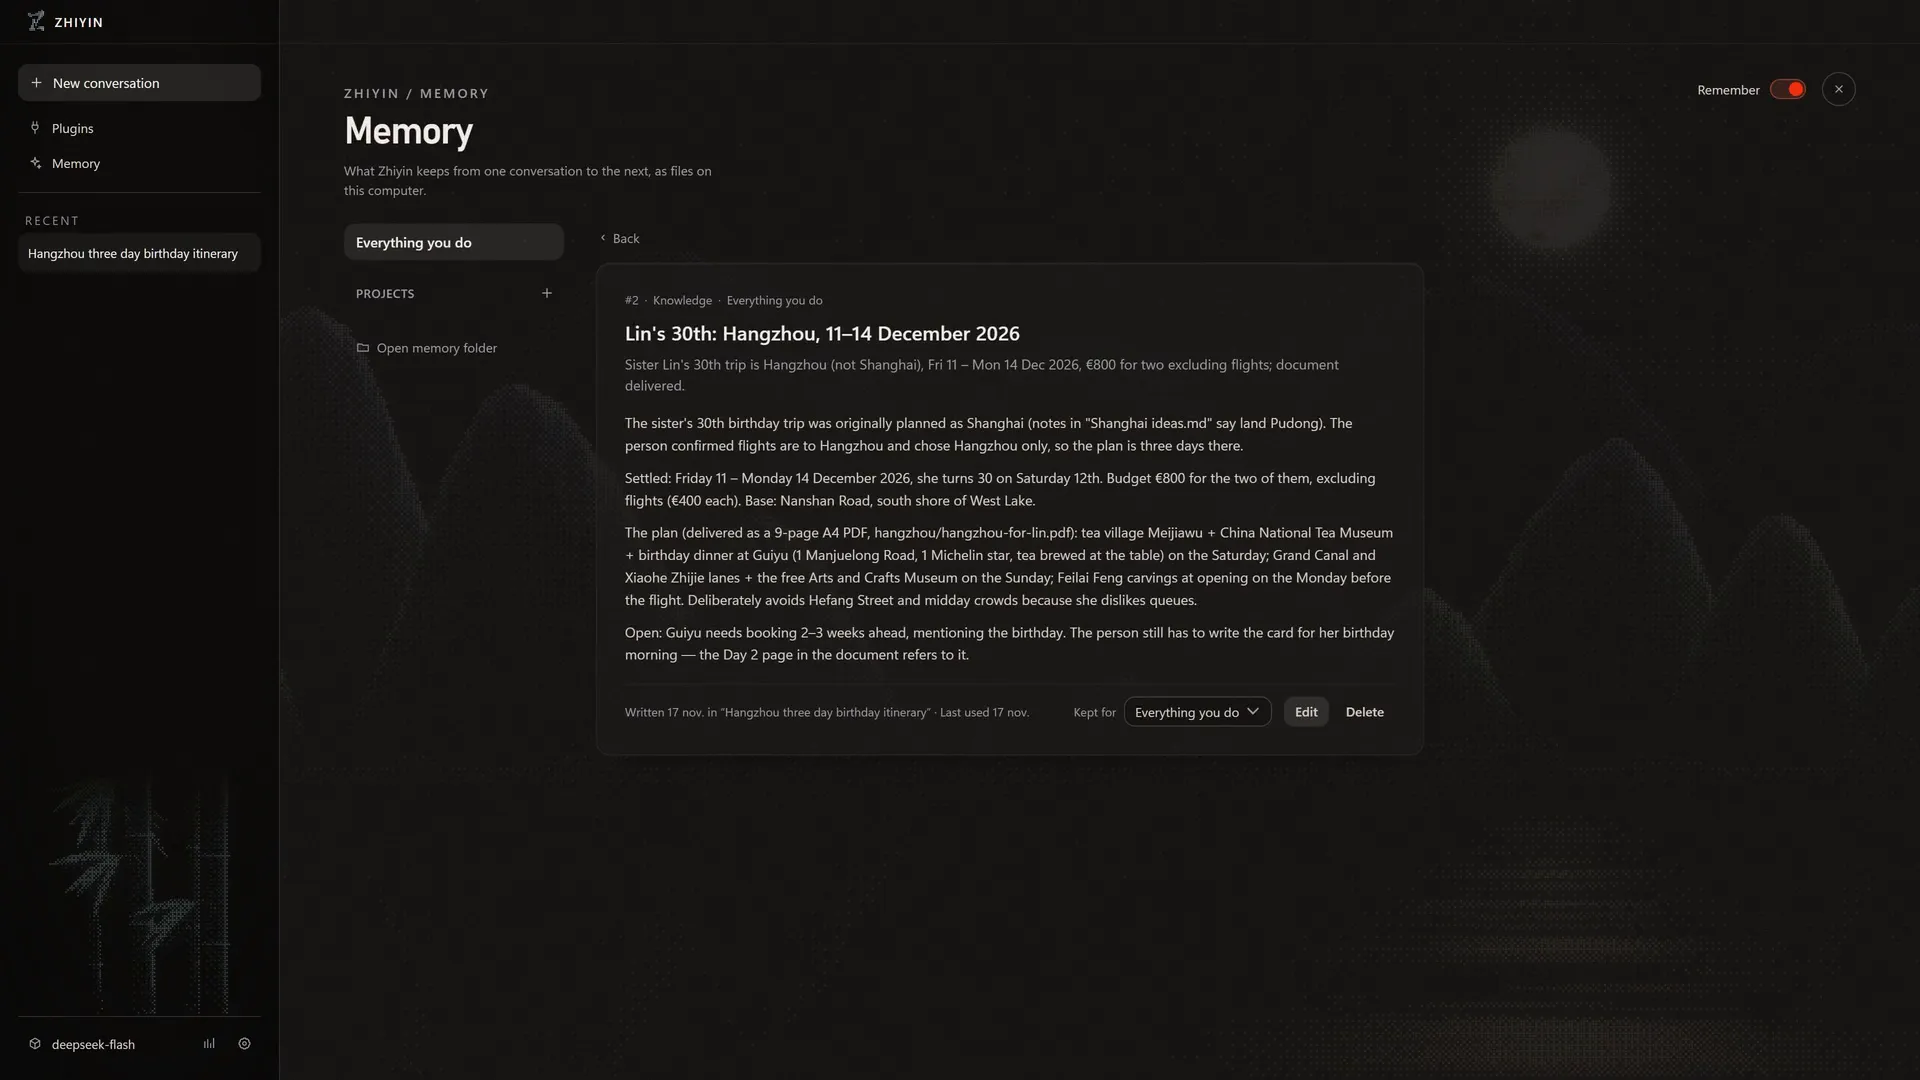 ZHIYIN
New conversation
Plugins
Memory
RECENT
Hangzhou three day birthday itinerary
deepseek-flash
ZHIYIN / MEMORY
Memory
What Zhiyin keeps from one conversation to the next, as files on
this computer.
Remember
Everything you do
PROJECTS
Open memory folder
Back
#2 · Knowledge · Everything you do
Lin's 30th: Hangzhou, 11–14 December 2026
Sister Lin's 30th trip is Hangzhou (not Shanghai), Fri 11 – Mon 14 Dec 2026, €800 for two excluding flights; document
delivered.
The sister's 30th birthday trip was originally planned as Shanghai (notes in "Shanghai ideas.md" say land Pudong). The
person confirmed flights are to Hangzhou and chose Hangzhou only, so the plan is three days there.
Settled: Friday 11 – Monday 14 December 2026, she turns 30 on Saturday 12th. Budget €800 for the two of them, excluding
flights (€400 each). Base: Nanshan Road, south shore of West Lake.
The plan (delivered as a 9-page A4 PDF, hangzhou/hangzhou-for-lin.pdf): tea village Meijiawu + China National Tea Museum
+ birthday dinner at Guiyu (1 Manjuelong Road, 1 Michelin star, tea brewed at the table) on the Saturday; Grand Canal and
Xiaohe Zhijie lanes + the free Arts and Crafts Museum on the Sunday; Feilai Feng carvings at opening on the Monday before
the flight. Deliberately avoids Hefang Street and midday crowds because she dislikes queues.
Open: Guiyu needs booking 2–3 weeks ahead, mentioning the birthday. The person still has to write the card for her birthday
morning — the Day 2 page in the document refers to it.
Written 17 nov. in “Hangzhou three day birthday itinerary” · Last used 17 nov.
Kept for
Everything you do
Edit
Delete